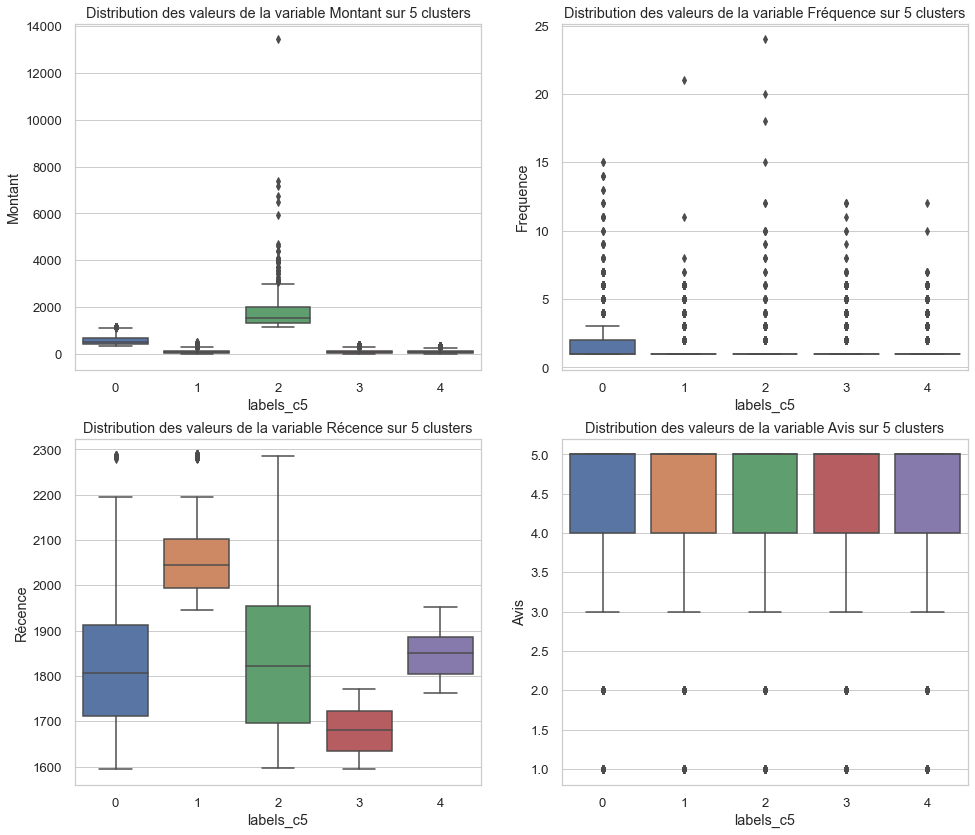 Distribution des valeurs de la variable Montant sur 5 clusters
14000
12000
10000
8000
6000
4000
2000
0
Montant
0 1 2 3 4
labels_c5
Distribution des valeurs de la variable Fréquence sur 5 clusters
25
20
15
10
5
0
Frequence
0 1 2 3 4
labels_c5
Distribution des valeurs de la variable Récence sur 5 clusters
2300
2200
2100
2000
1900
1800
1700
1600
Récence
0 1 2 3 4
labels_c5
Distribution des valeurs de la variable Avis sur 5 clusters
5.0
4.5
4.0
3.5
3.0
2.5
2.0
1.5
1.0
Avis
0 1 2 3 4
labels_c5